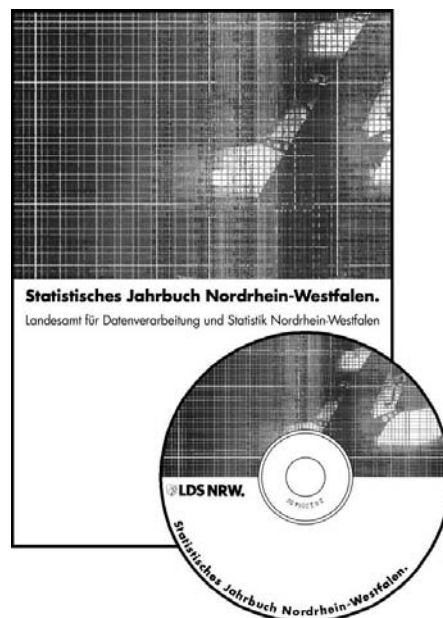 Statistisches Jahrbuch Nordrhein-Westfalen.
Landesamt für Datenverarbeitung und Statistik Nordrhein-Westfalen
LDS NRW.
Statistisches Jahrbuch Nordrhein-Westfalen.